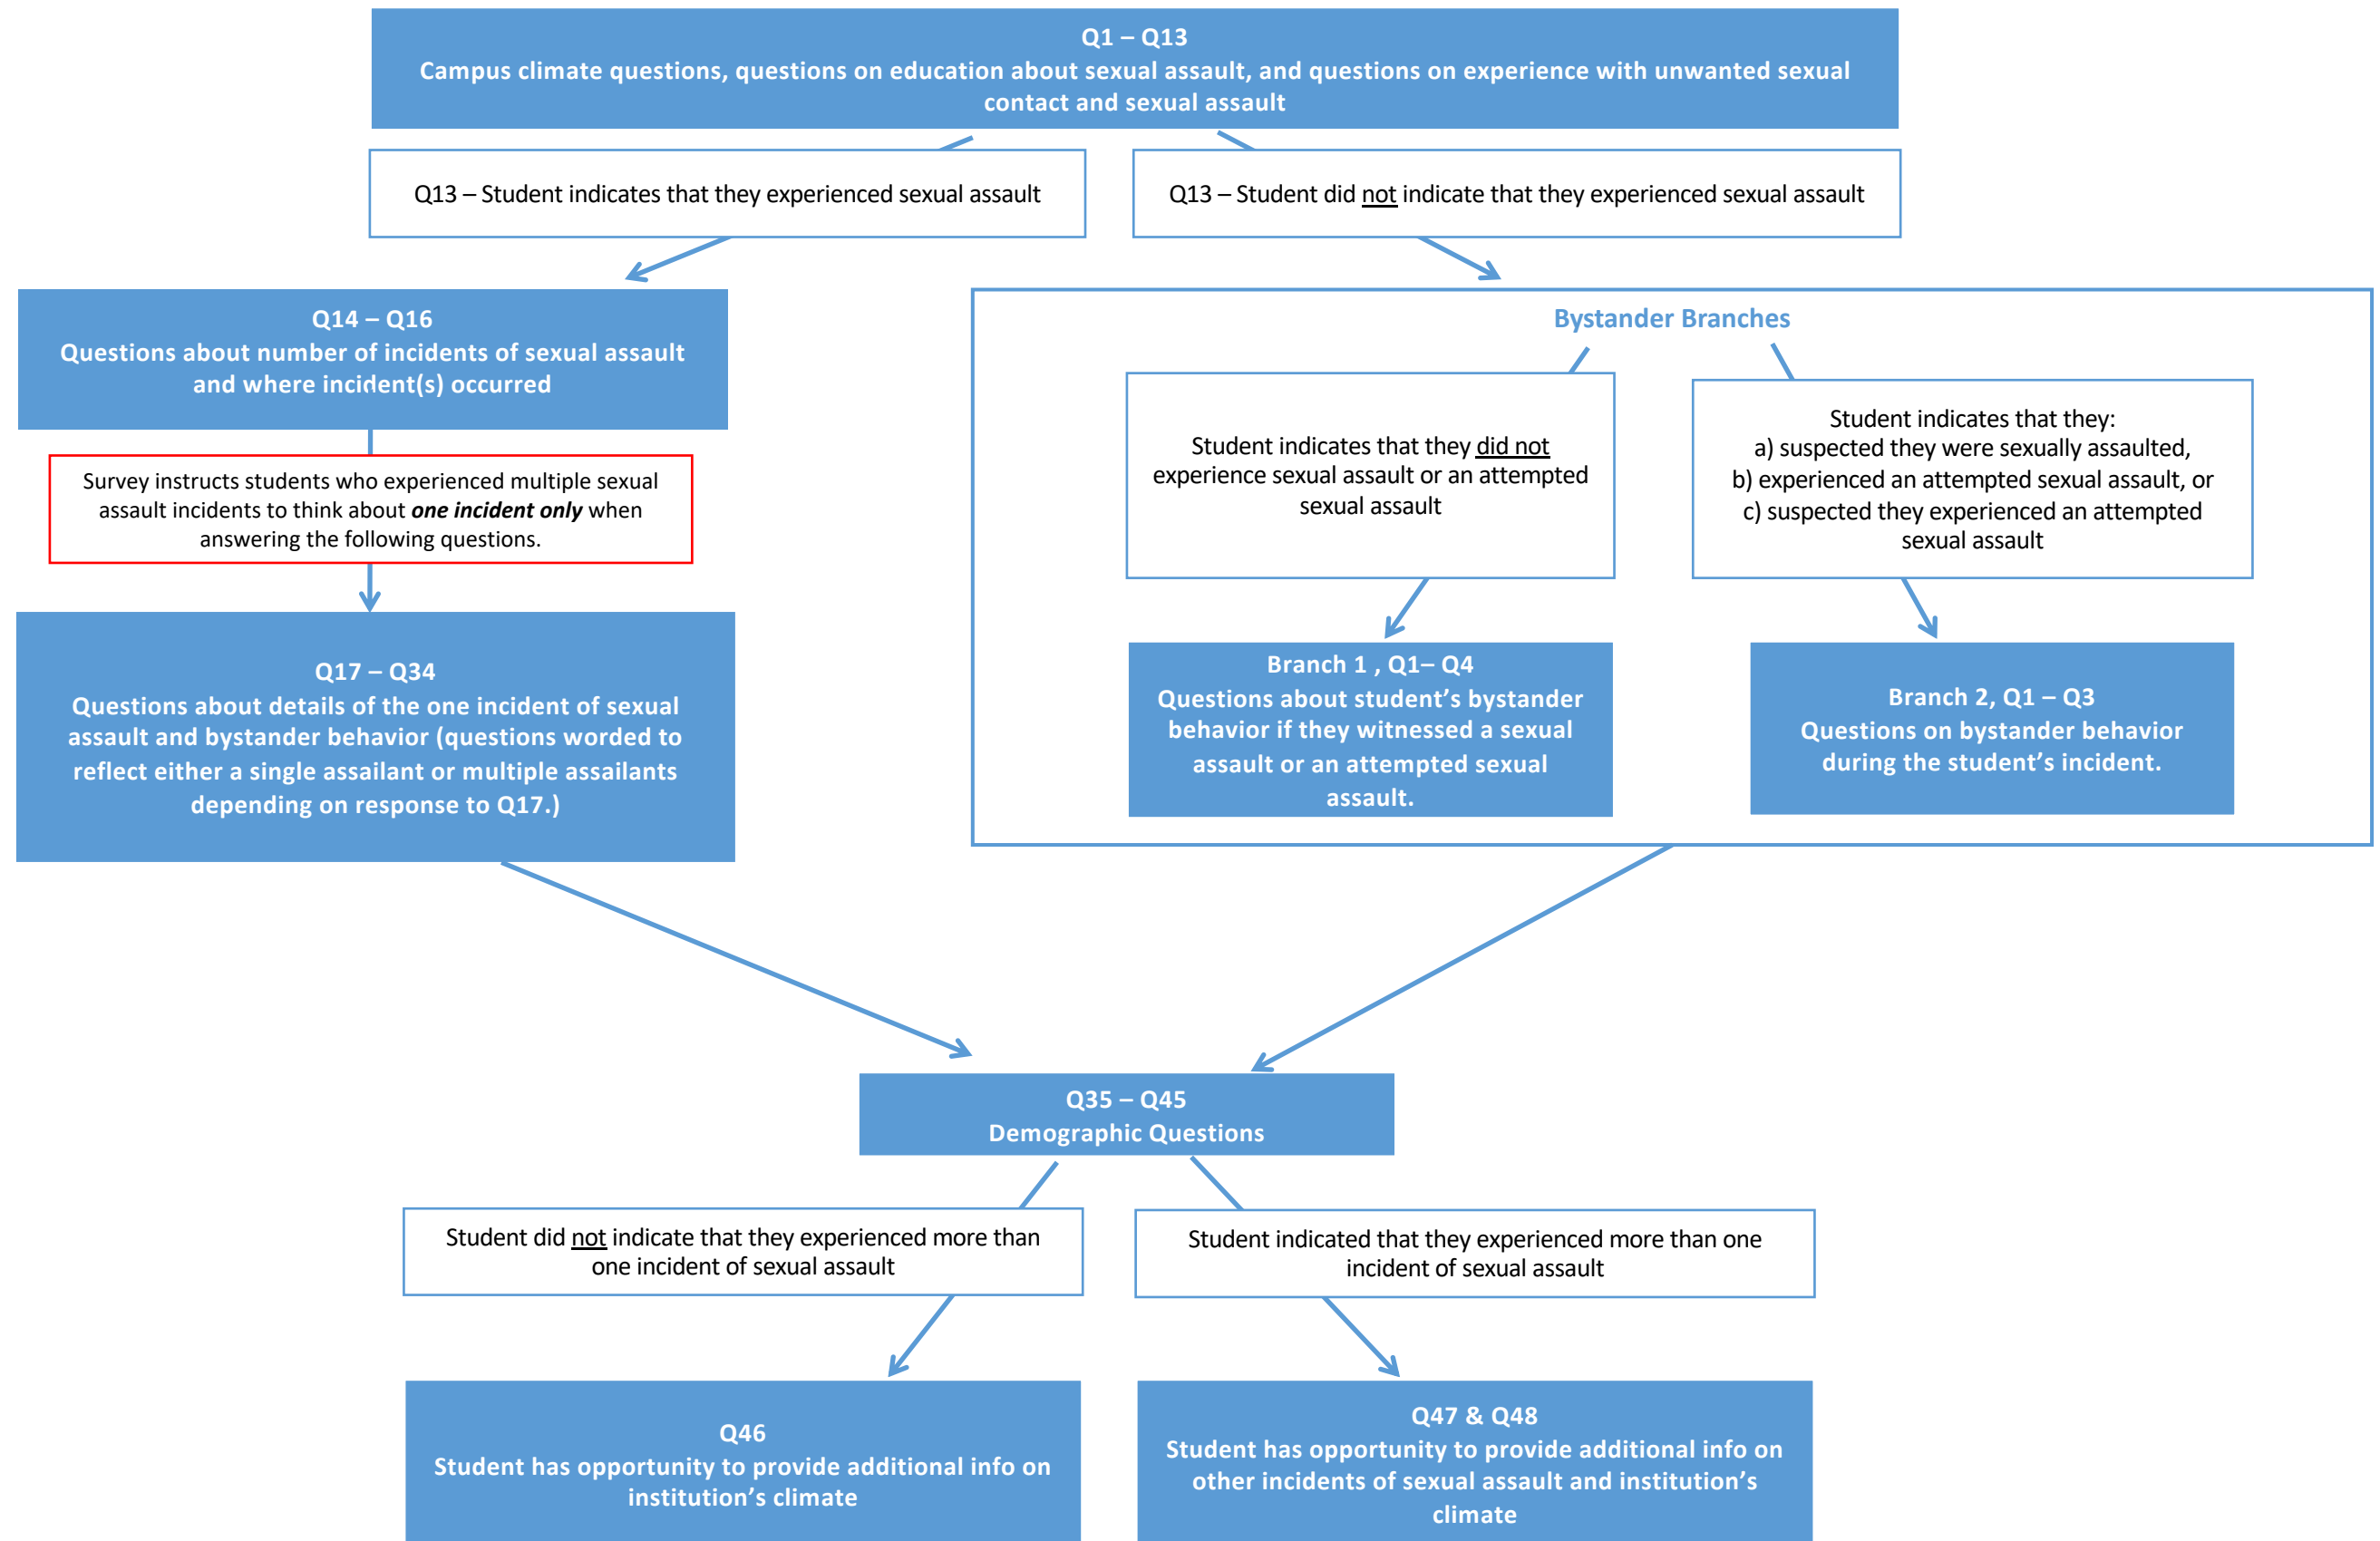 Q1 – Q13
Campus climate questions, questions on education about sexual assault, and questions on experience with unwanted sexual
contact and sexual assault
Q13 – Student indicates that they experienced sexual assault
Q13 – Student did not indicate that they experienced sexual assault
Q14 – Q16
Questions about number of incidents of sexual assault
and where incident(s) occurred
Survey instructs students who experienced multiple sexual
assault incidents to think about one incident only when
answering the following questions.
Q17 – Q34
Questions about details of the one incident of sexual
assault and bystander behavior (questions worded to
reflect either a single assailant or multiple assailants
depending on response to Q17.)
Bystander Branches
Student indicates that they did not
experience sexual assault or an attempted
sexual assault
Student indicates that they:
a) suspected they were sexually assaulted,
b) experienced an attempted sexual assault, or
c) suspected they experienced an attempted
sexual assault
Branch 1 , Q1– Q4
Questions about student’s bystander
behavior if they witnessed a sexual
assault or an attempted sexual
assault.
Branch 2, Q1 – Q3
Questions on bystander behavior
during the student’s incident.
Q35 – Q45
Demographic Questions
Student did not indicate that they experienced more than
one incident of sexual assault
Student indicated that they experienced more than one
incident of sexual assault
Q46
Student has opportunity to provide additional info on
institution’s climate
Q47 & Q48
Student has opportunity to provide additional info on
other incidents of sexual assault and institution’s
climate